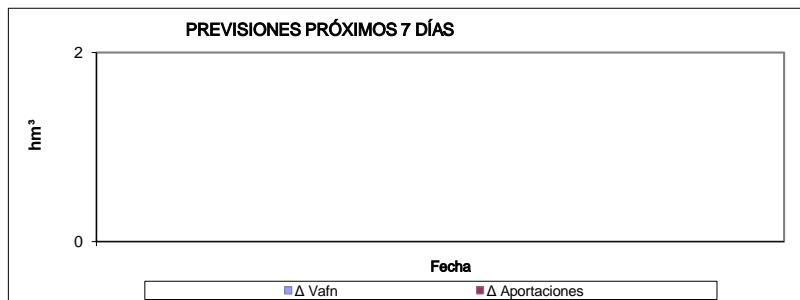 PREVISIONES PRÓXIMOS 7 DÍAS
2
hm³
0
Fecha
Δ Vafn Δ Aportaciones